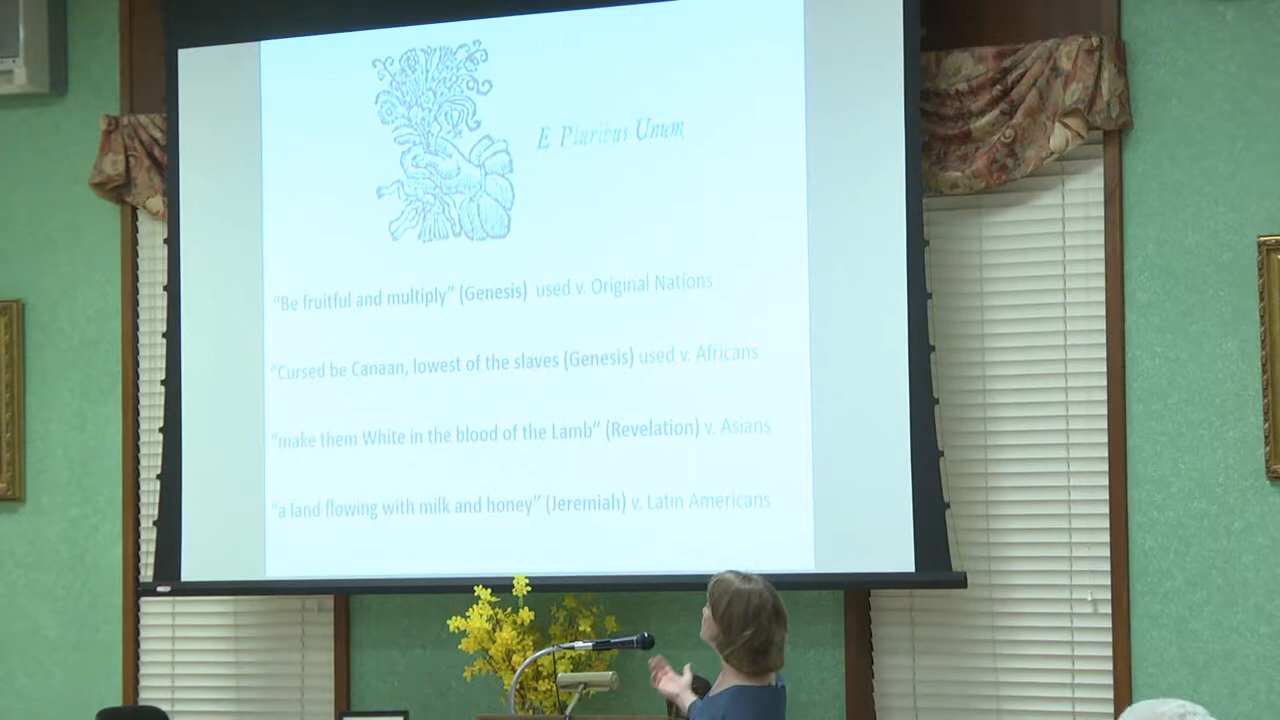 E Pluribus Unum
“Be fruitful and multiply” (Genesis) used v. Original Nations
“Cursed be Canaan, lowest of the slaves (Genesis) used v. Africans
“make them White in the blood of the Lamb” (Revelation) v. Asians
“a land flowing with milk and honey” (Jeremiah) v. Latin Americans